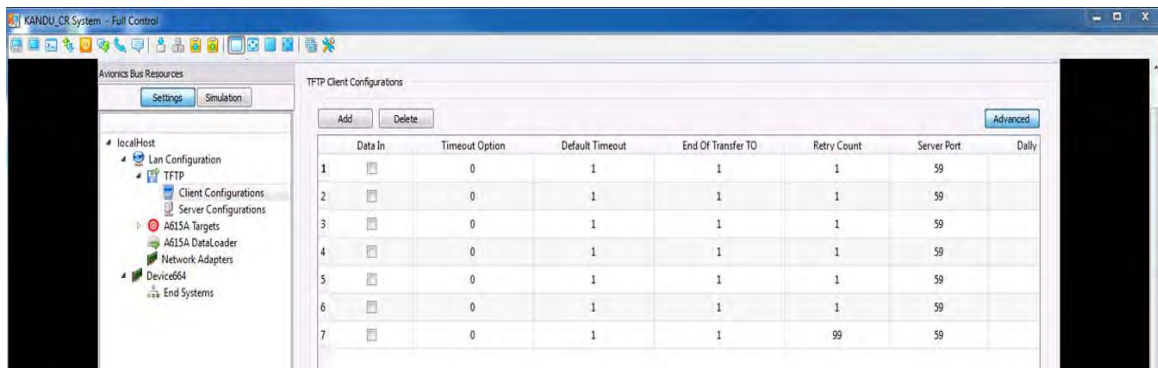 KANDU_CR System - Full Control
Avionics Bus Resources
Settings Simulation
TFTP Client Configurations
Add Delete Advanced
Data In Timeout Option Default Timeout End Of Transfer TO Retry Count Server Port Dally
1 0 1 1 1 59
2 0 1 1 1 59
3 0 1 1 1 59
4 0 1 1 1 59
5 0 1 1 1 59
6 0 1 1 1 59
7 0 1 1 99 59
localHost
Lan Configuration
TFTP
Client Configurations
Server Configurations
A615A Targets
A615A DataLoader
Network Adapters
Device664
End Systems